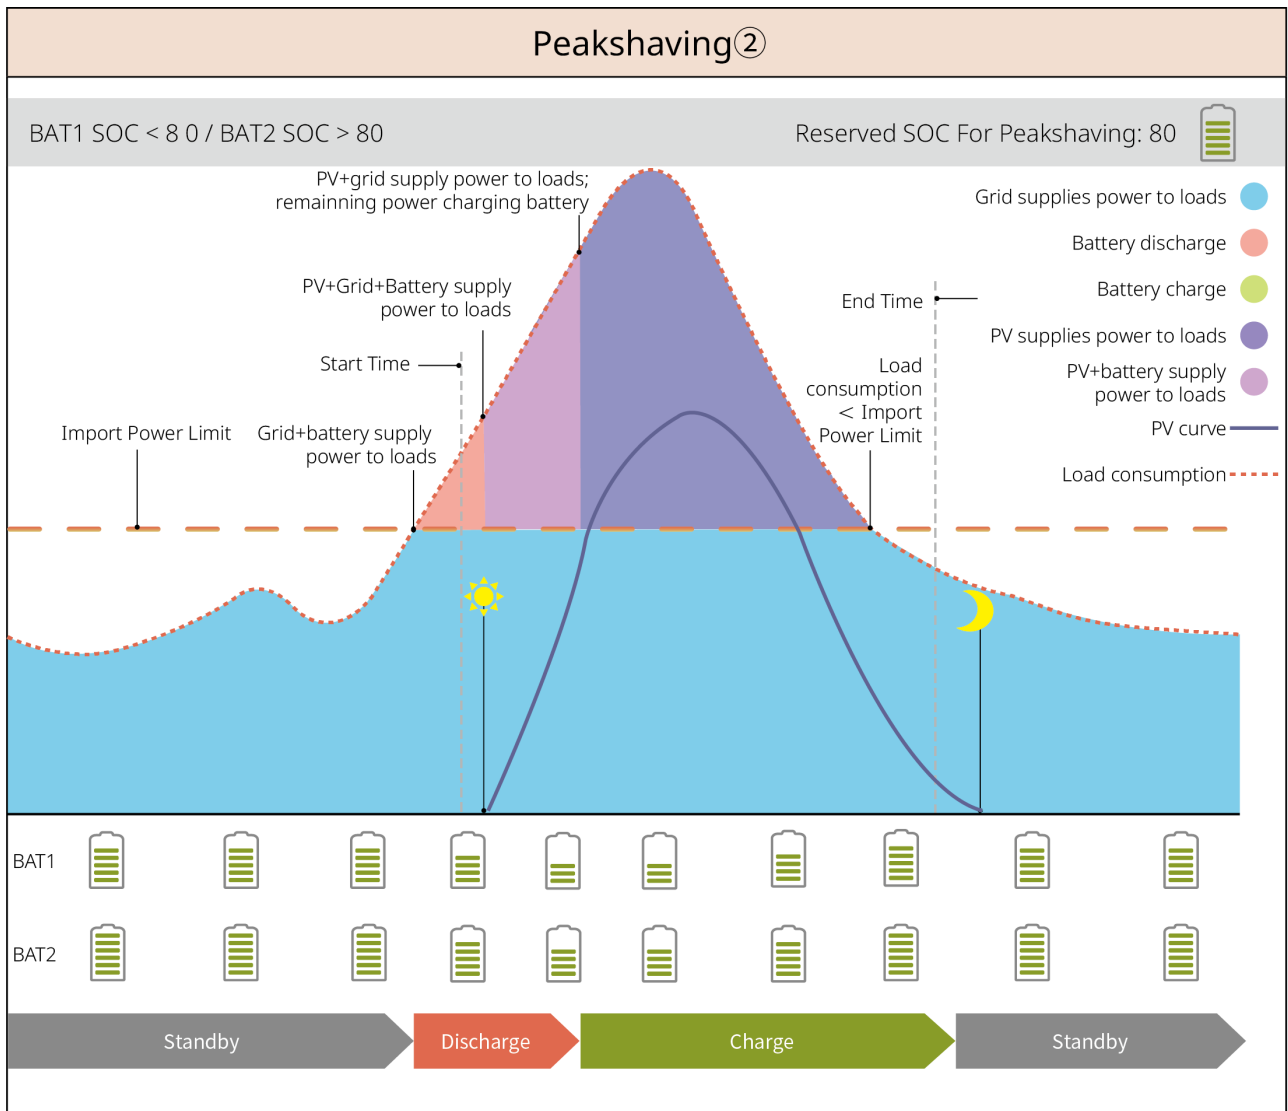 Peakshaving②
BAT1 SOC < 8 0 / BAT2 SOC > 80
Reserved SOC For Peakshaving: 80
PV+grid supply power to loads;
remainning power charging battery
PV+Grid+Battery supply
power to loads
Start Time
Import Power Limit
Grid+battery supply
power to loads
End Time
Load
consumption
< Import
Power Limit
Grid supplies power to loads
Battery discharge
Battery charge
PV supplies power to loads
PV+battery supply
power to loads
PV curve
Load consumption
BAT1
BAT2
Standby
Discharge
Charge
Standby